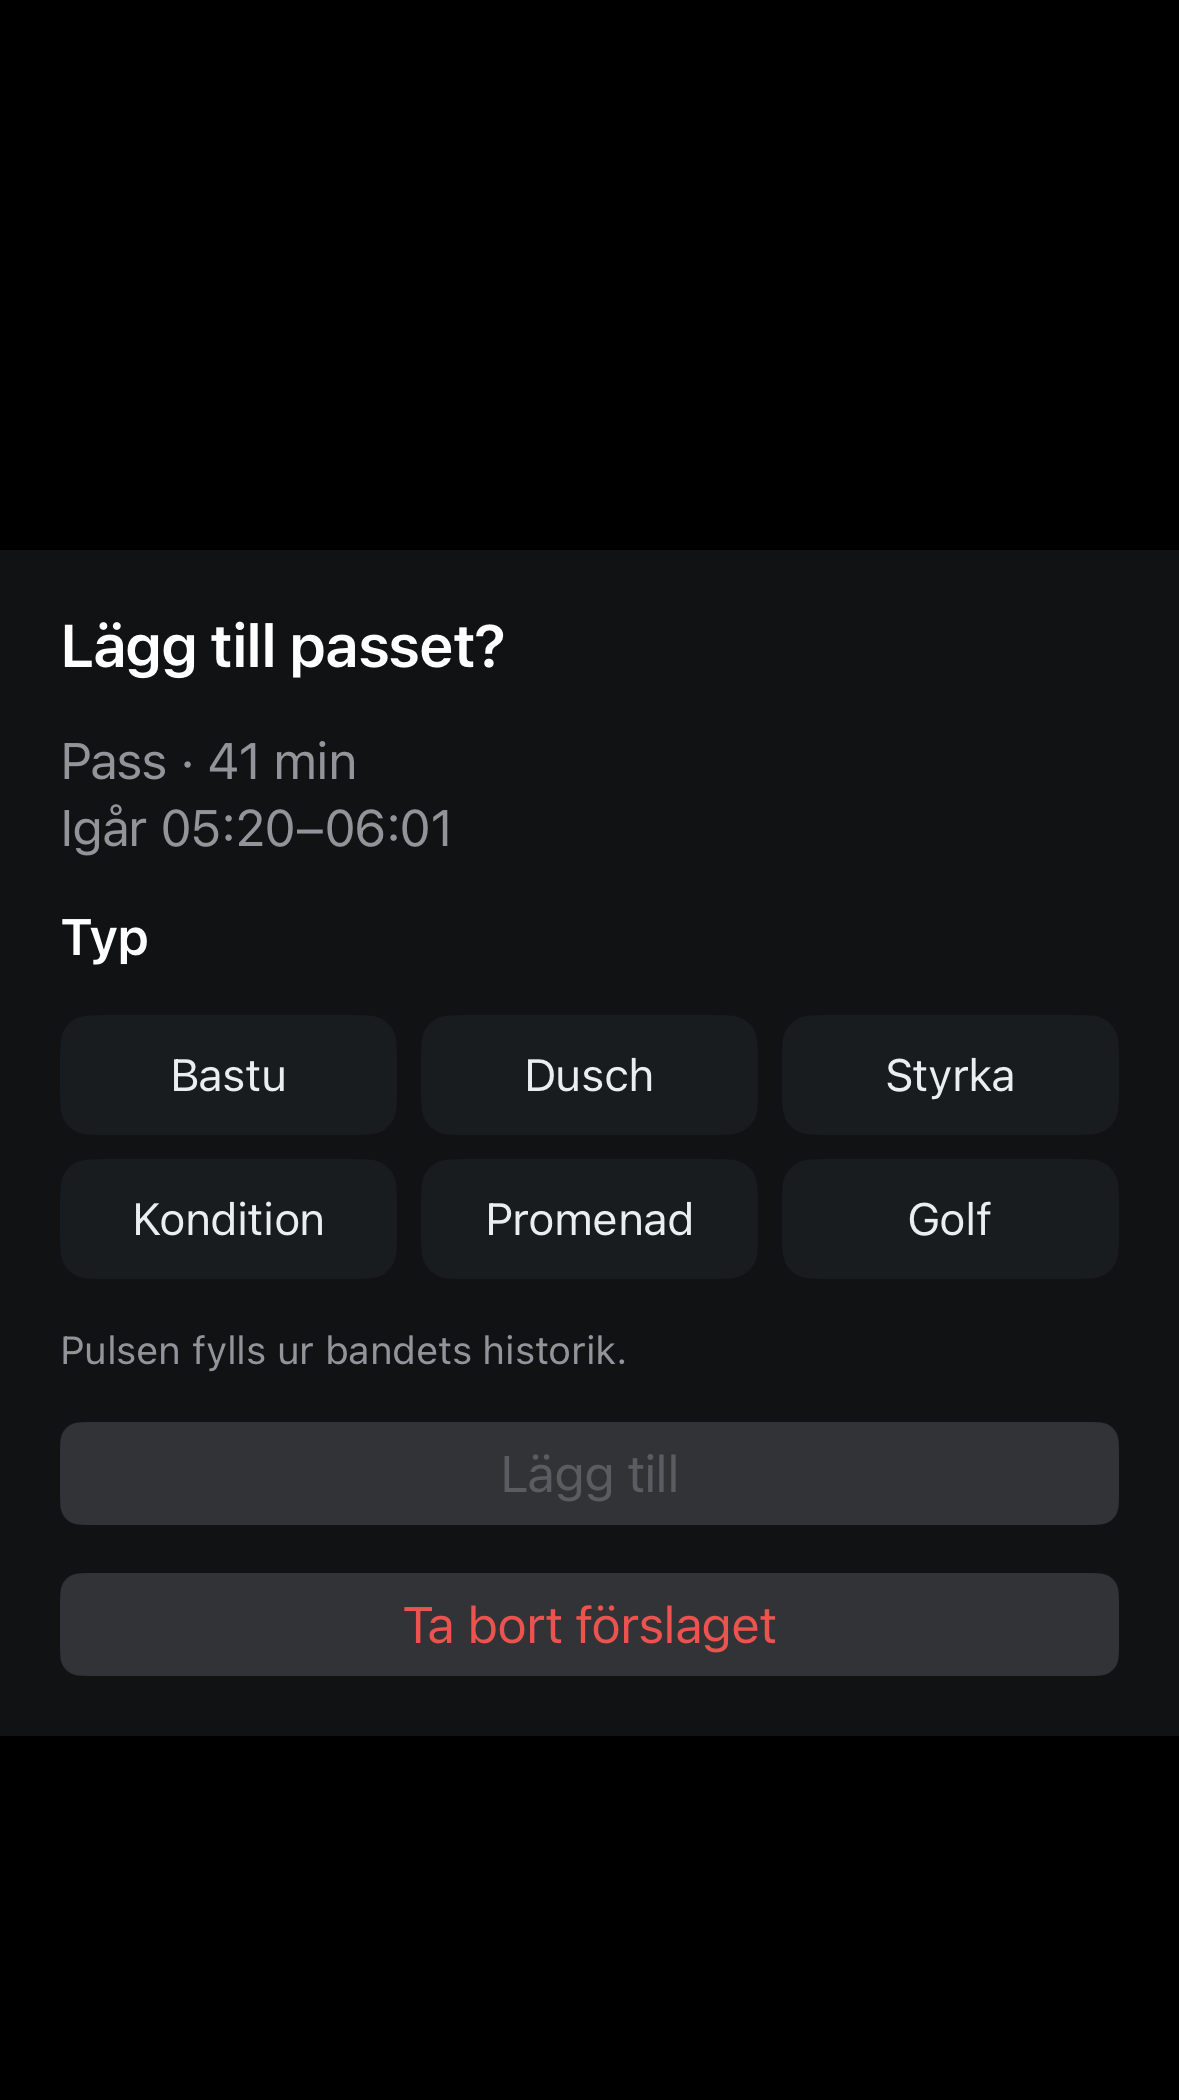 Lägg till passet?
Pass · 41 min
Igår 05:20–06:01
Typ
Bastu
Dusch
Styrka
Kondition
Promenad
Golf
Pulsen fylls ur bandets historik.
Lägg till
Ta bort förslaget